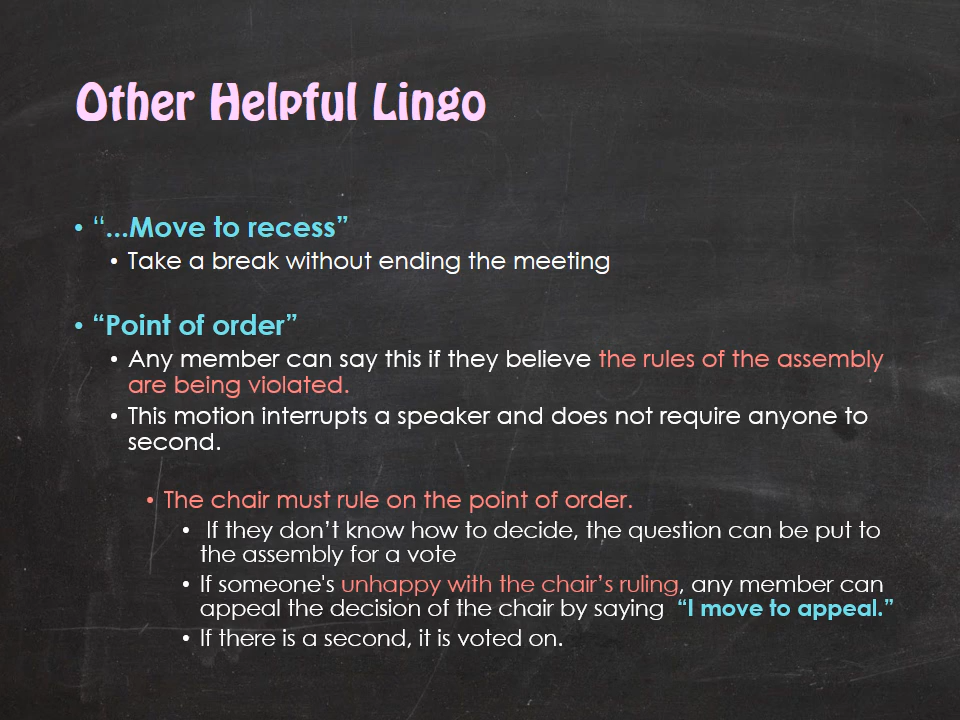 Other Helpful Lingo
• “...Move to recess”
• Take a break without ending the meeting
• “Point of order”
• Any member can say this if they believe the rules of the assembly
are being violated.
• This motion interrupts a speaker and does not require anyone to
second.
• The chair must rule on the point of order.
• If they don’t know how to decide, the question can be put to
the assembly for a vote
• If someone's unhappy with the chair’s ruling, any member can
appeal the decision of the chair by saying “I move to appeal.”
• If there is a second, it is voted on.